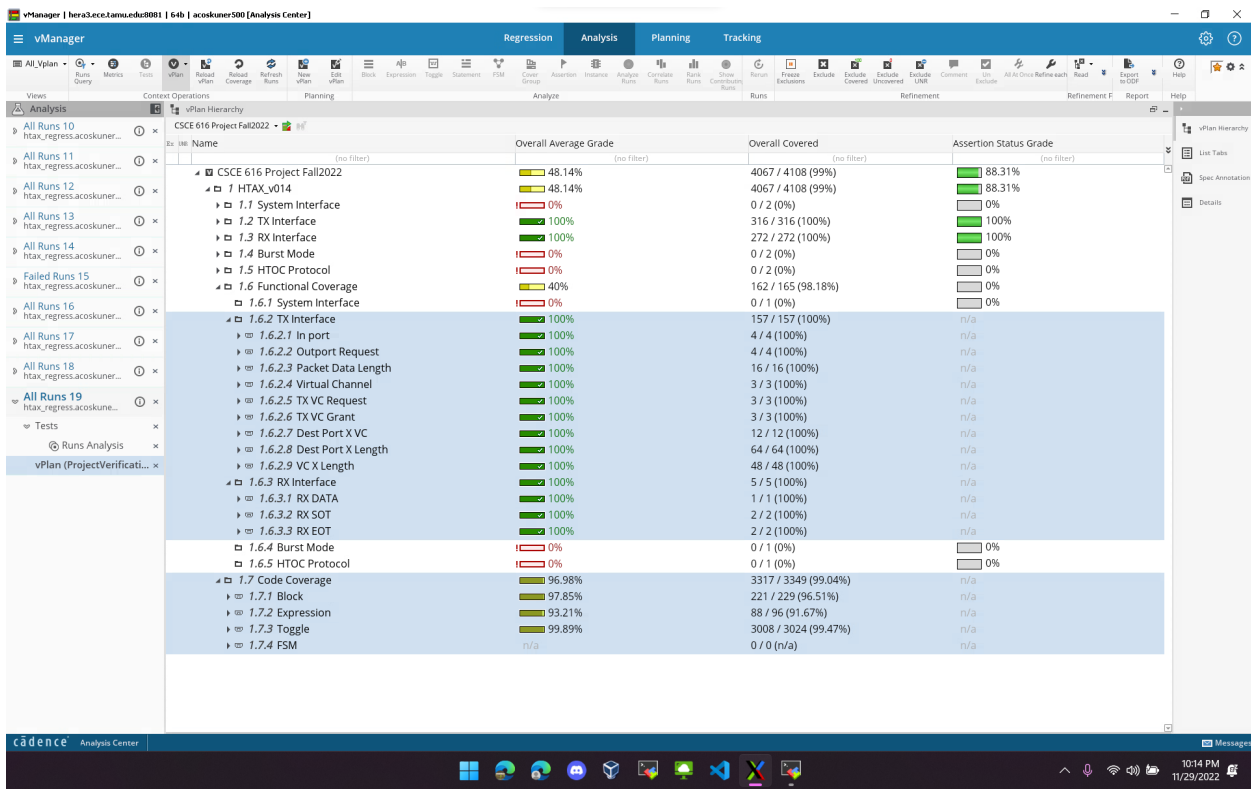 vManager | hera3.ece.tamu.edu:8081 | 64b | acoskuner500 [Analysis Center]
vManager Regression Analysis Planning Tracking
All_Vplan Runs Query Metrics Tests vPlan Reload vPlan Reload Coverage Refresh Runs New vPlan Edit vPlan Block Expression Toggle Statement FSM Cover Group Assertion Instance Analyze Runs Correlate Runs Rank Runs Show Contributing Runs Rerun Freeze Exclusions Exclude Exclude Covered Exclude Uncovered Exclude UNR Comment Un Exclude All At Once Refine each Read Export to ODF Help
Views Context Operations Planning Analyze Runs Refinement Refinement F Report Help
Analysis vPlan Hierarchy
All Runs 10
htax_regress.acoskuner...
All Runs 11
htax_regress.acoskuner...
All Runs 12
htax_regress.acoskuner...
All Runs 13
htax_regress.acoskuner...
All Runs 14
htax_regress.acoskuner...
Failed Runs 15
htax_regress.acoskuner...
All Runs 16
htax_regress.acoskuner...
All Runs 17
htax_regress.acoskuner...
All Runs 18
htax_regress.acoskuner...
All Runs 19
htax_regress.acoskune...
Tests
Runs Analysis
vPlan (ProjectVerificati...
CSCE 616 Project Fall2022
Ex UNR Name Overall Average Grade Overall Covered Assertion Status Grade
(no filter) (no filter) (no filter) (no filter)
CSCE 616 Project Fall2022 48.14% 4067 / 4108 (99%) 88.31%
1 HTAX_v014 48.14% 4067 / 4108 (99%) 88.31%
1.1 System Interface 0% 0 / 2 (0%) 0%
1.2 TX Interface 100% 316 / 316 (100%) 100%
1.3 RX Interface 100% 272 / 272 (100%) 100%
1.4 Burst Mode 0% 0 / 2 (0%) 0%
1.5 HTOC Protocol 0% 0 / 2 (0%) 0%
1.6 Functional Coverage 40% 162 / 165 (98.18%) 0%
1.6.1 System Interface 0% 0 / 1 (0%) 0%
1.6.2 TX Interface 100% 157 / 157 (100%) n/a
1.6.2.1 In port 100% 4 / 4 (100%) n/a
1.6.2.2 Outport Request 100% 4 / 4 (100%) n/a
1.6.2.3 Packet Data Length 100% 16 / 16 (100%) n/a
1.6.2.4 Virtual Channel 100% 3 / 3 (100%) n/a
1.6.2.5 TX VC Request 100% 3 / 3 (100%) n/a
1.6.2.6 TX VC Grant 100% 3 / 3 (100%) n/a
1.6.2.7 Dest Port X VC 100% 12 / 12 (100%) n/a
1.6.2.8 Dest Port X Length 100% 64 / 64 (100%) n/a
1.6.2.9 VC X Length 100% 48 / 48 (100%) n/a
1.6.3 RX Interface 100% 5 / 5 (100%) n/a
1.6.3.1 RX DATA 100% 1 / 1 (100%) n/a
1.6.3.2 RX SOT 100% 2 / 2 (100%) n/a
1.6.3.3 RX EOT 100% 2 / 2 (100%) n/a
1.6.4 Burst Mode 0% 0 / 1 (0%) 0%
1.6.5 HTOC Protocol 0% 0 / 1 (0%) 0%
1.7 Code Coverage 96.98% 3317 / 3349 (99.04%) n/a
1.7.1 Block 97.85% 221 / 229 (96.51%) n/a
1.7.2 Expression 93.21% 88 / 96 (91.67%) n/a
1.7.3 Toggle 99.89% 3008 / 3024 (99.47%) n/a
1.7.4 FSM n/a 0 / 0 (n/a) n/a
vPlan Hierarchy
List Tabs
Spec Annotation
Details
cādence Analysis Center Messages
10:14 PM
11/29/2022